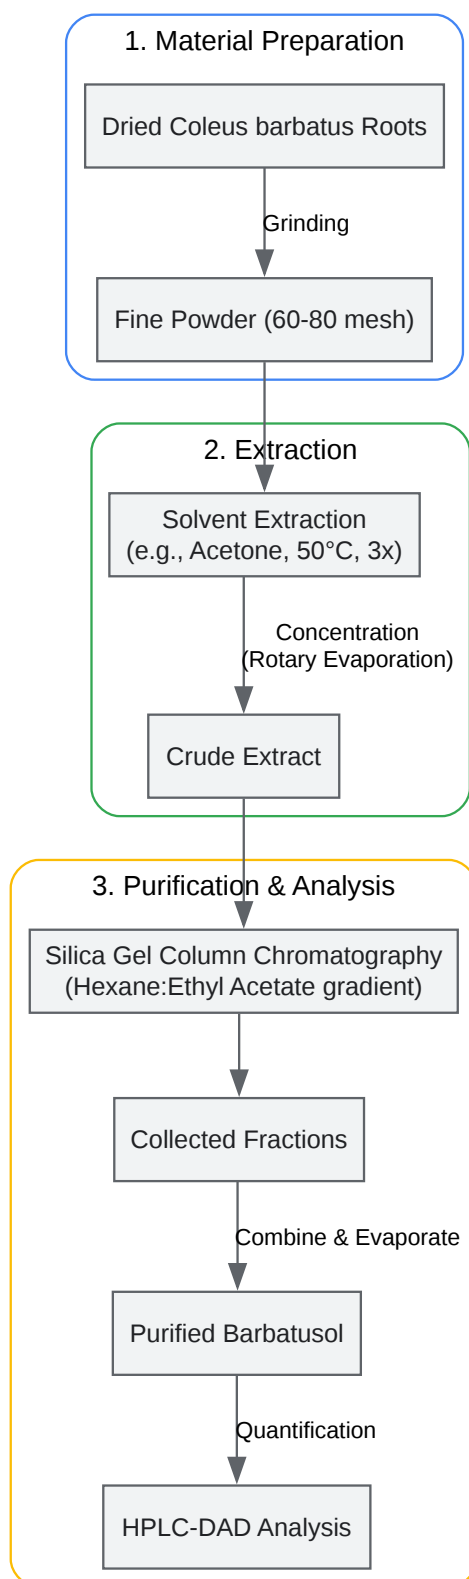 1. Material Preparation
Dried Coleus barbatus Roots
Grinding
Fine Powder (60-80 mesh)
2. Extraction
Solvent Extraction
(e.g., Acetone, 50°C, 3x)
Concentration
(Rotary Evaporation)
Crude Extract
3. Purification & Analysis
Silica Gel Column Chromatography
(Hexane:Ethyl Acetate gradient)
Collected Fractions
Combine & Evaporate
Purified Barbatusol
Quantification
HPLC-DAD Analysis